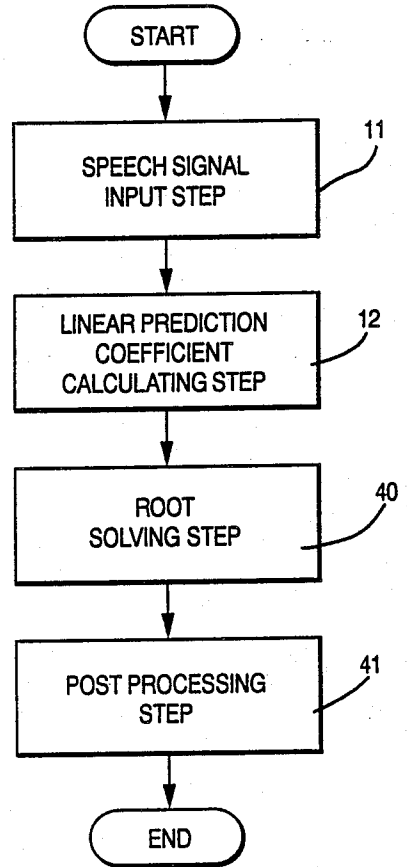 START
SPEECH SIGNAL
INPUT STEP
11
LINEAR PREDICTION
COEFFICIENT
CALCULATING STEP
12
ROOT
SOLVING STEP
40
POST PROCESSING
STEP
41
END